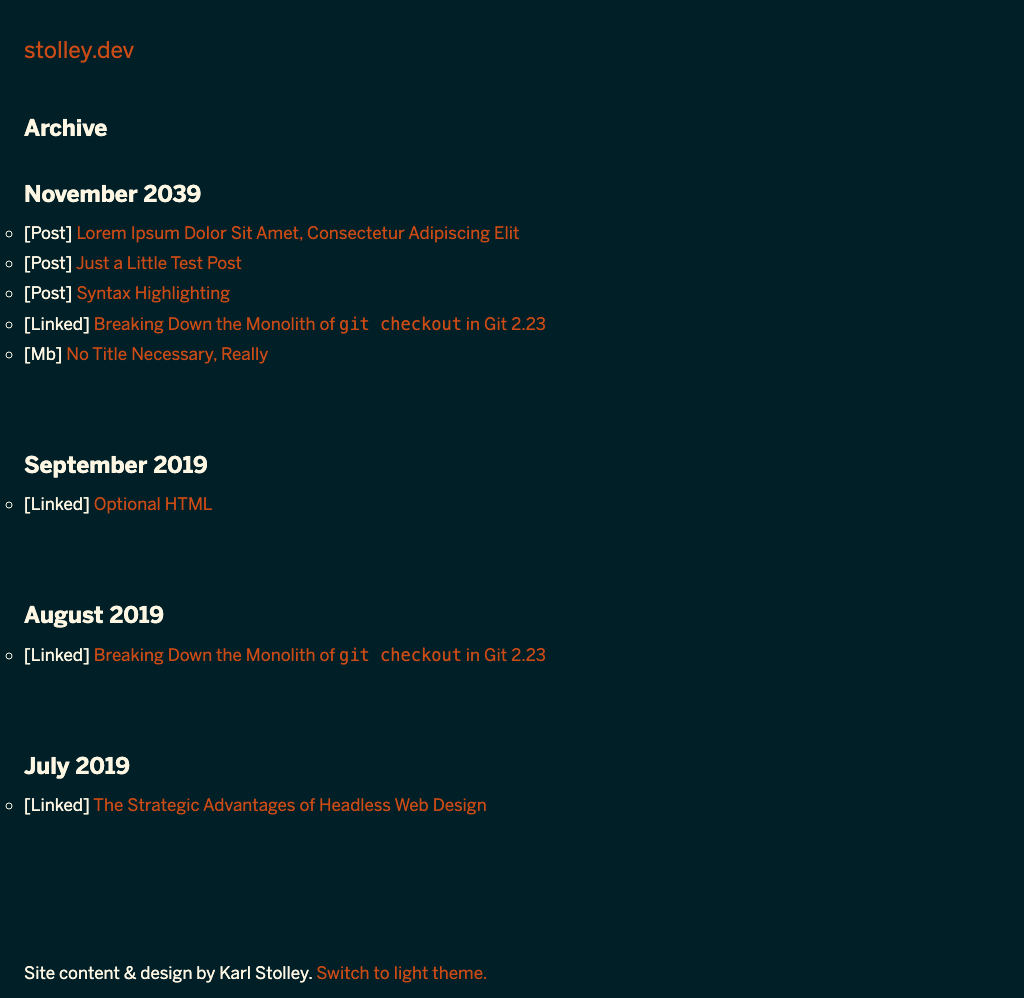 stolley.dev
Archive
November 2039
[Post] Lorem Ipsum Dolor Sit Amet, Consectetur Adipiscing Elit
[Post] Just a Little Test Post
[Post] Syntax Highlighting
[Linked] Breaking Down the Monolith of git checkout in Git 2.23
[Mb] No Title Necessary, Really
September 2019
[Linked] Optional HTML
August 2019
[Linked] Breaking Down the Monolith of git checkout in Git 2.23
July 2019
[Linked] The Strategic Advantages of Headless Web Design
Site content & design by Karl Stolley. Switch to light theme.